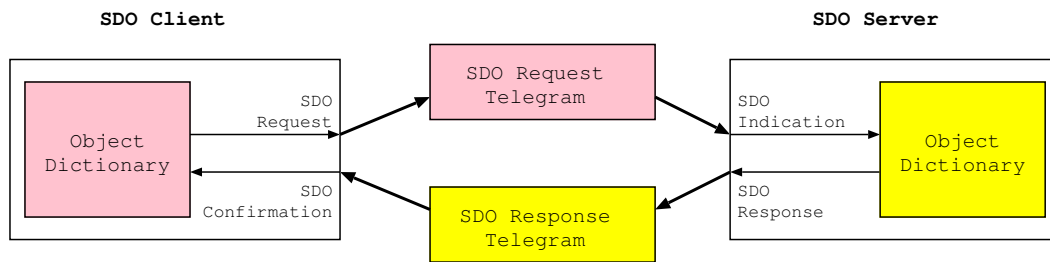 SDO Client
SDO Server
SDO Request
Telegram
SDO
Request
SDO
Indication
Object
Dictionary
Object
Dictionary
SDO
Confirmation
SDO Response
Telegram
SDO
Response